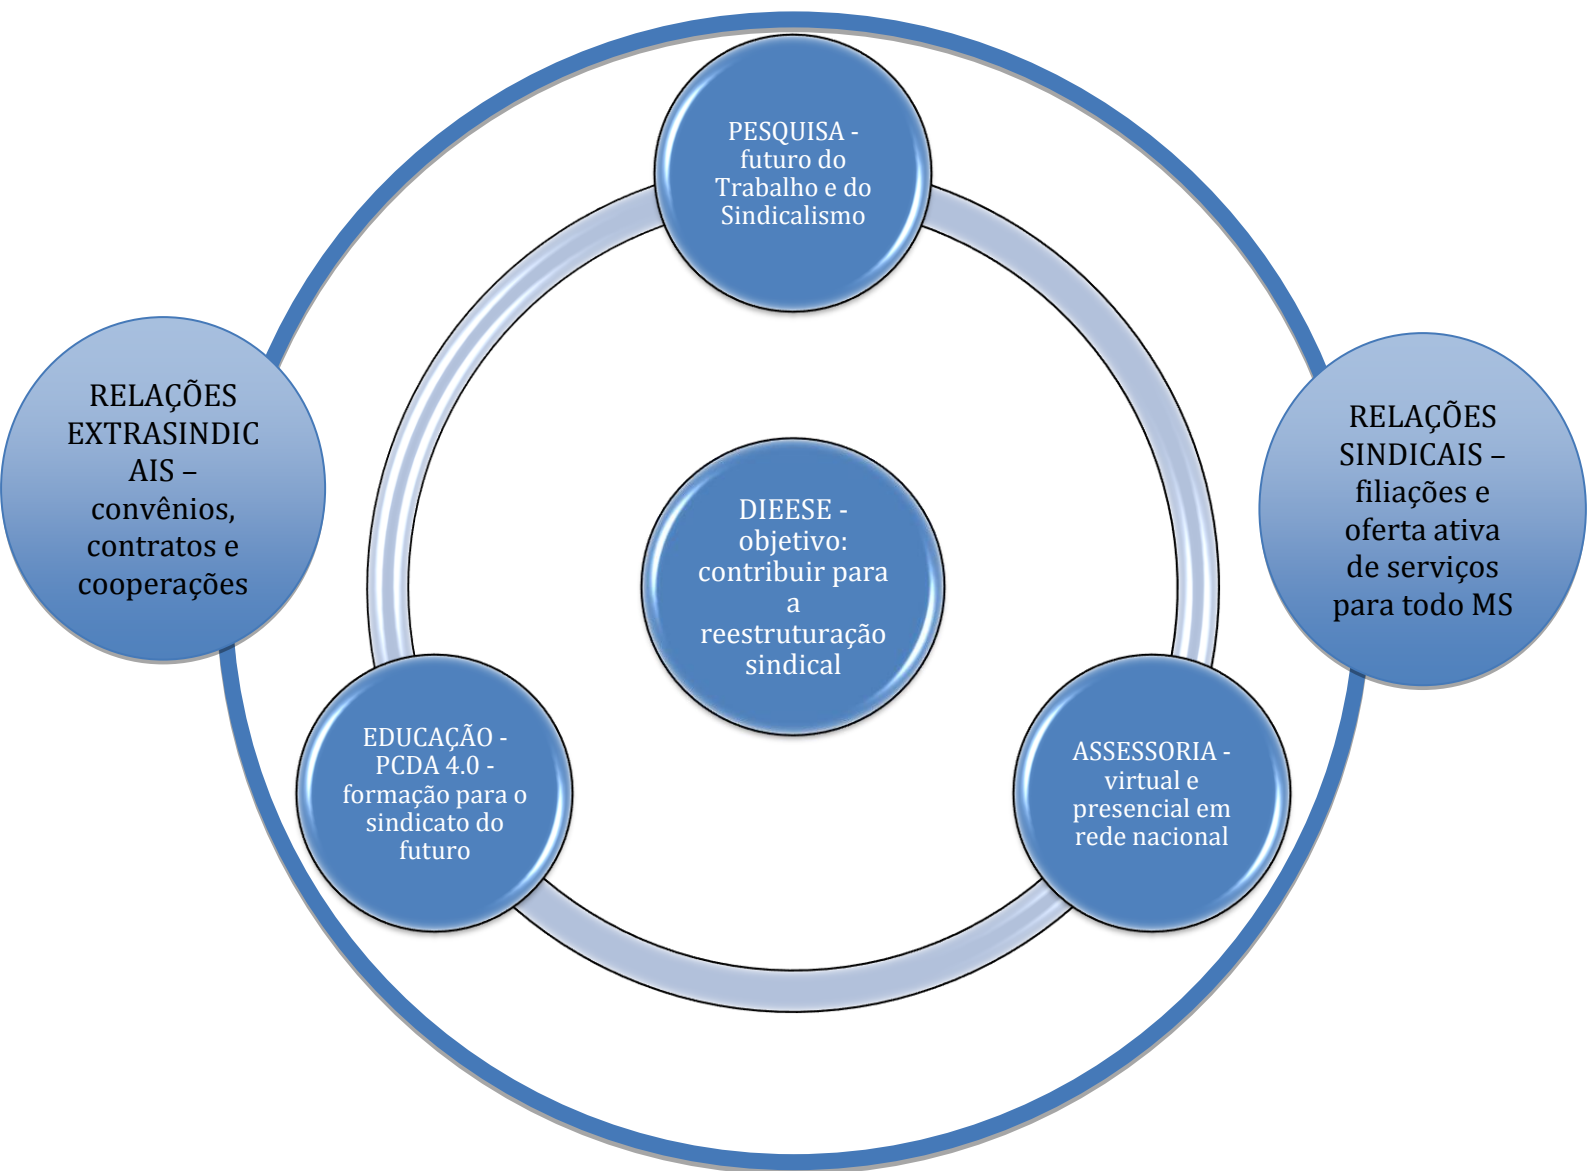 PESQUISA -
futuro do
Trabalho e do
Sindicalismo
RELAÇÕES
EXTRASINDIC
AIS –
convênios,
contratos e
cooperações
RELAÇÕES
SINDICAIS –
filiações e
oferta ativa
de serviços
para todo MS
DIEESE -
objetivo:
contribuir para
a
reestruturação
sindical
EDUCAÇÃO -
PCDA 4.0 -
formação para o
sindicato do
futuro
ASSESSORIA -
virtual e
presencial em
rede nacional